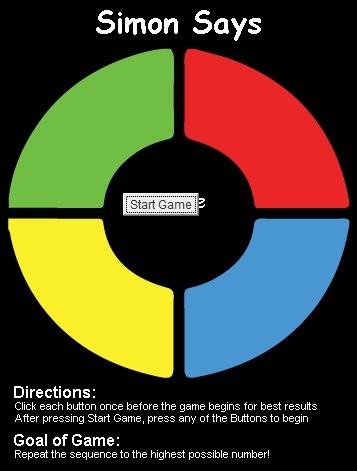 Simon Says
Start Game
Directions:
Click each button once before the game begins for best results
After pressing Start Game, press any of the Buttons to begin
Goal of Game:
Repeat the sequence to the highest possible number!